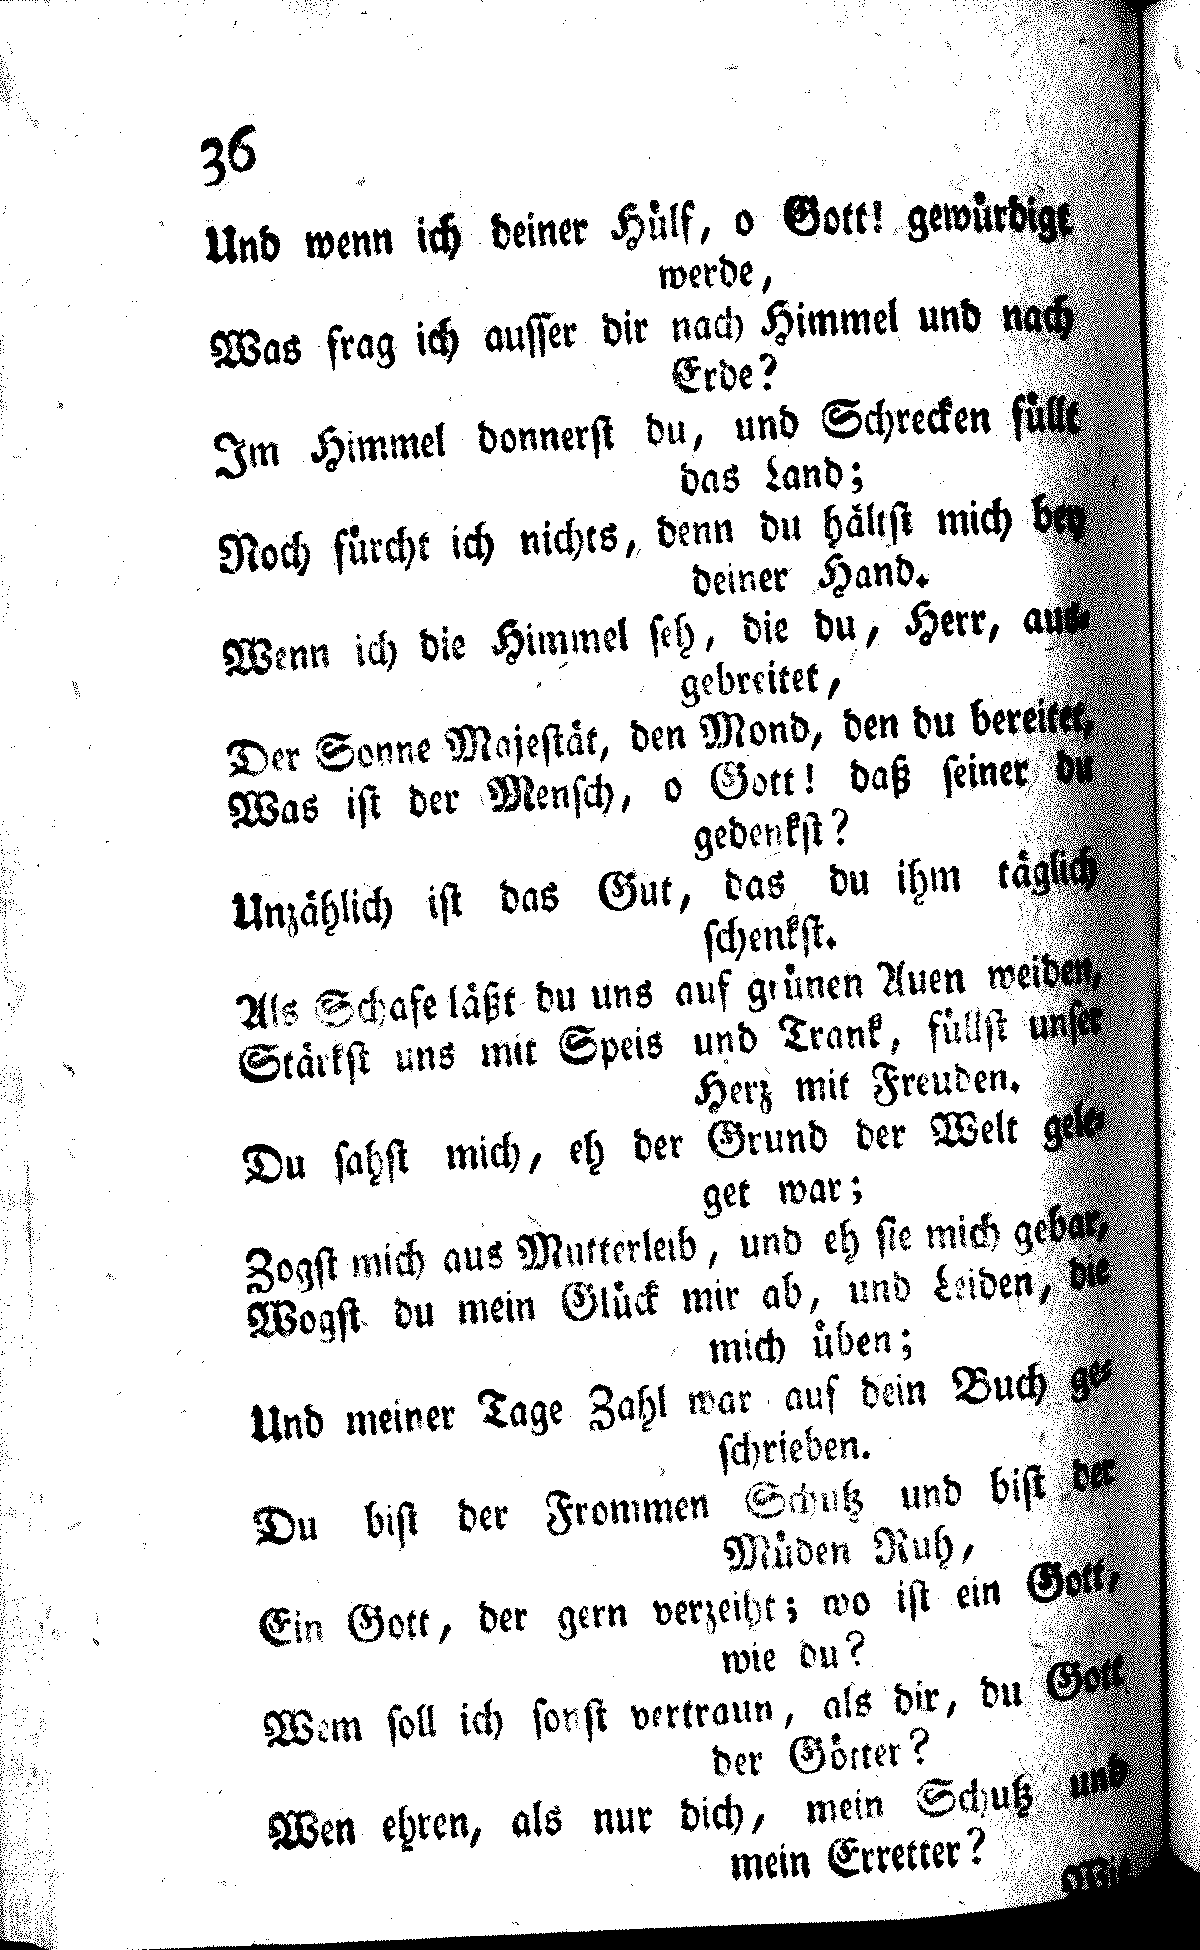 36
Und wenn ich deiner Hülf, o Gott! gewürdigt
werde,
Was frag ich ausser dir nach Himmel und nach
Erde?
Im Himmel donnerst du, und Schrecken füllt
das Land;
Noch fürcht ich nichts, denn du hältst mich bey
deiner Hand.
Wenn ich die Himmel seh, die du, Herr, aus-
gebreitet,
Der Sonne Majestät, den Mond, den du bereitet,
Was ist der Mensch, o Gott! daß seiner du
gedenkst?
Unzählich ist das Gut, das du ihm täglich
schenkst.
Als Schafe läßt du uns auf grünen Auen weiden,
Stärkst uns mit Speis und Trank, füllst unser
Herz mit Freuden.
Du sahst mich, eh der Grund der Welt gele-
get war;
Zogst mich aus Mutterleib, und eh sie mich gebar,
Wogst du mein Glück mir ab, und Leiden, die
mich üben;
Und meiner Tage Zahl war auf dein Buch ge-
schrieben.
Du bist der Frommen Schutz und bist der
Müden Ruh,
Ein Gott, der gern verzeiht; wo ist ein Gott,
wie du?
Wem soll ich sonst vertraun, als dir, du Gott
der Götter?
Wen ehren, als nur dich, mein Schutz und
mein Erretter?